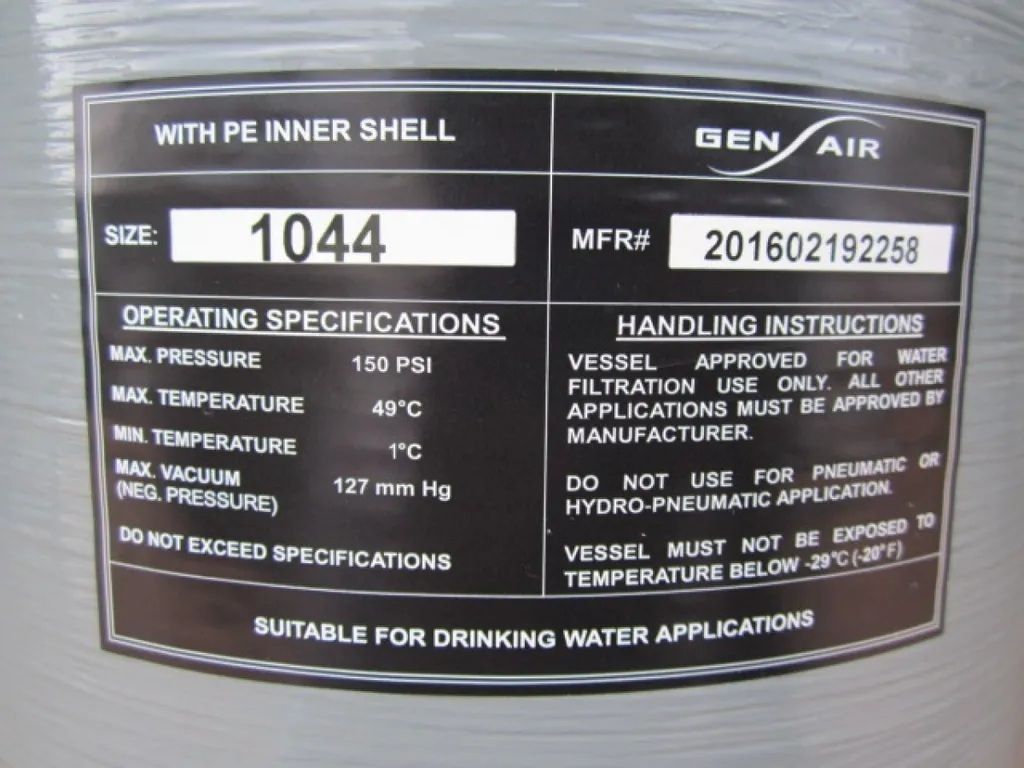 WITH PE INNER SHELL
GEN AIR
SIZE: 1044
MFR# 201602192258
OPERATING SPECIFICATIONS
MAX. PRESSURE 150 PSI
MAX. TEMPERATURE 49°C
MIN. TEMPERATURE 1°C
MAX. VACUUM
(NEG. PRESSURE) 127 mm Hg
DO NOT EXCEED SPECIFICATIONS
HANDLING INSTRUCTIONS
VESSEL APPROVED FOR WATER
FILTRATION USE ONLY. ALL OTHER
APPLICATIONS MUST BE APPROVED BY
MANUFACTURER.
DO NOT USE FOR PNEUMATIC OR
HYDRO-PNEUMATIC APPLICATION.
VESSEL MUST NOT BE EXPOSED TO
TEMPERATURE BELOW -29°C (-20°F)
SUITABLE FOR DRINKING WATER APPLICATIONS